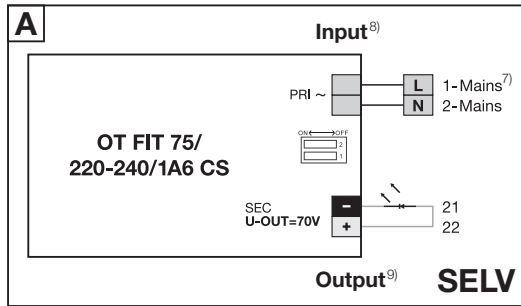 A
Input8)
PRI ~
L 1-Mains7)
N 2-Mains
OT FIT 75/
220-240/1A6 CS
ON OFF
2
1
SEC
U-OUT=70V
- 21
+ 22
Output9)
SELV